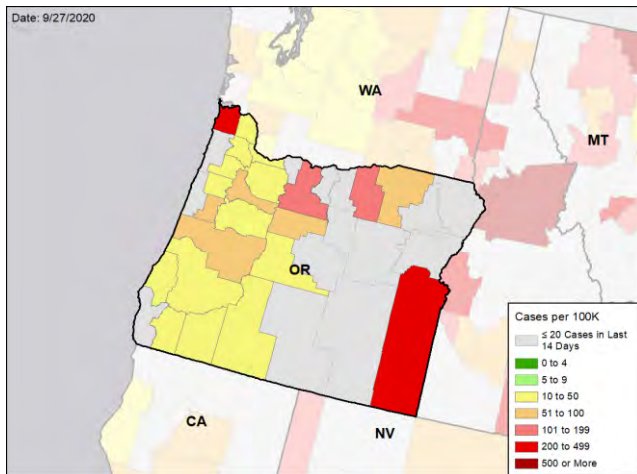 Date: 9/27/2020
WA
MT
OR
CA
NV
Cases per 100K
≤ 20 Cases in Last
14 Days
0 to 4
5 to 9
10 to 50
51 to 100
101 to 199
200 to 499
500 or More